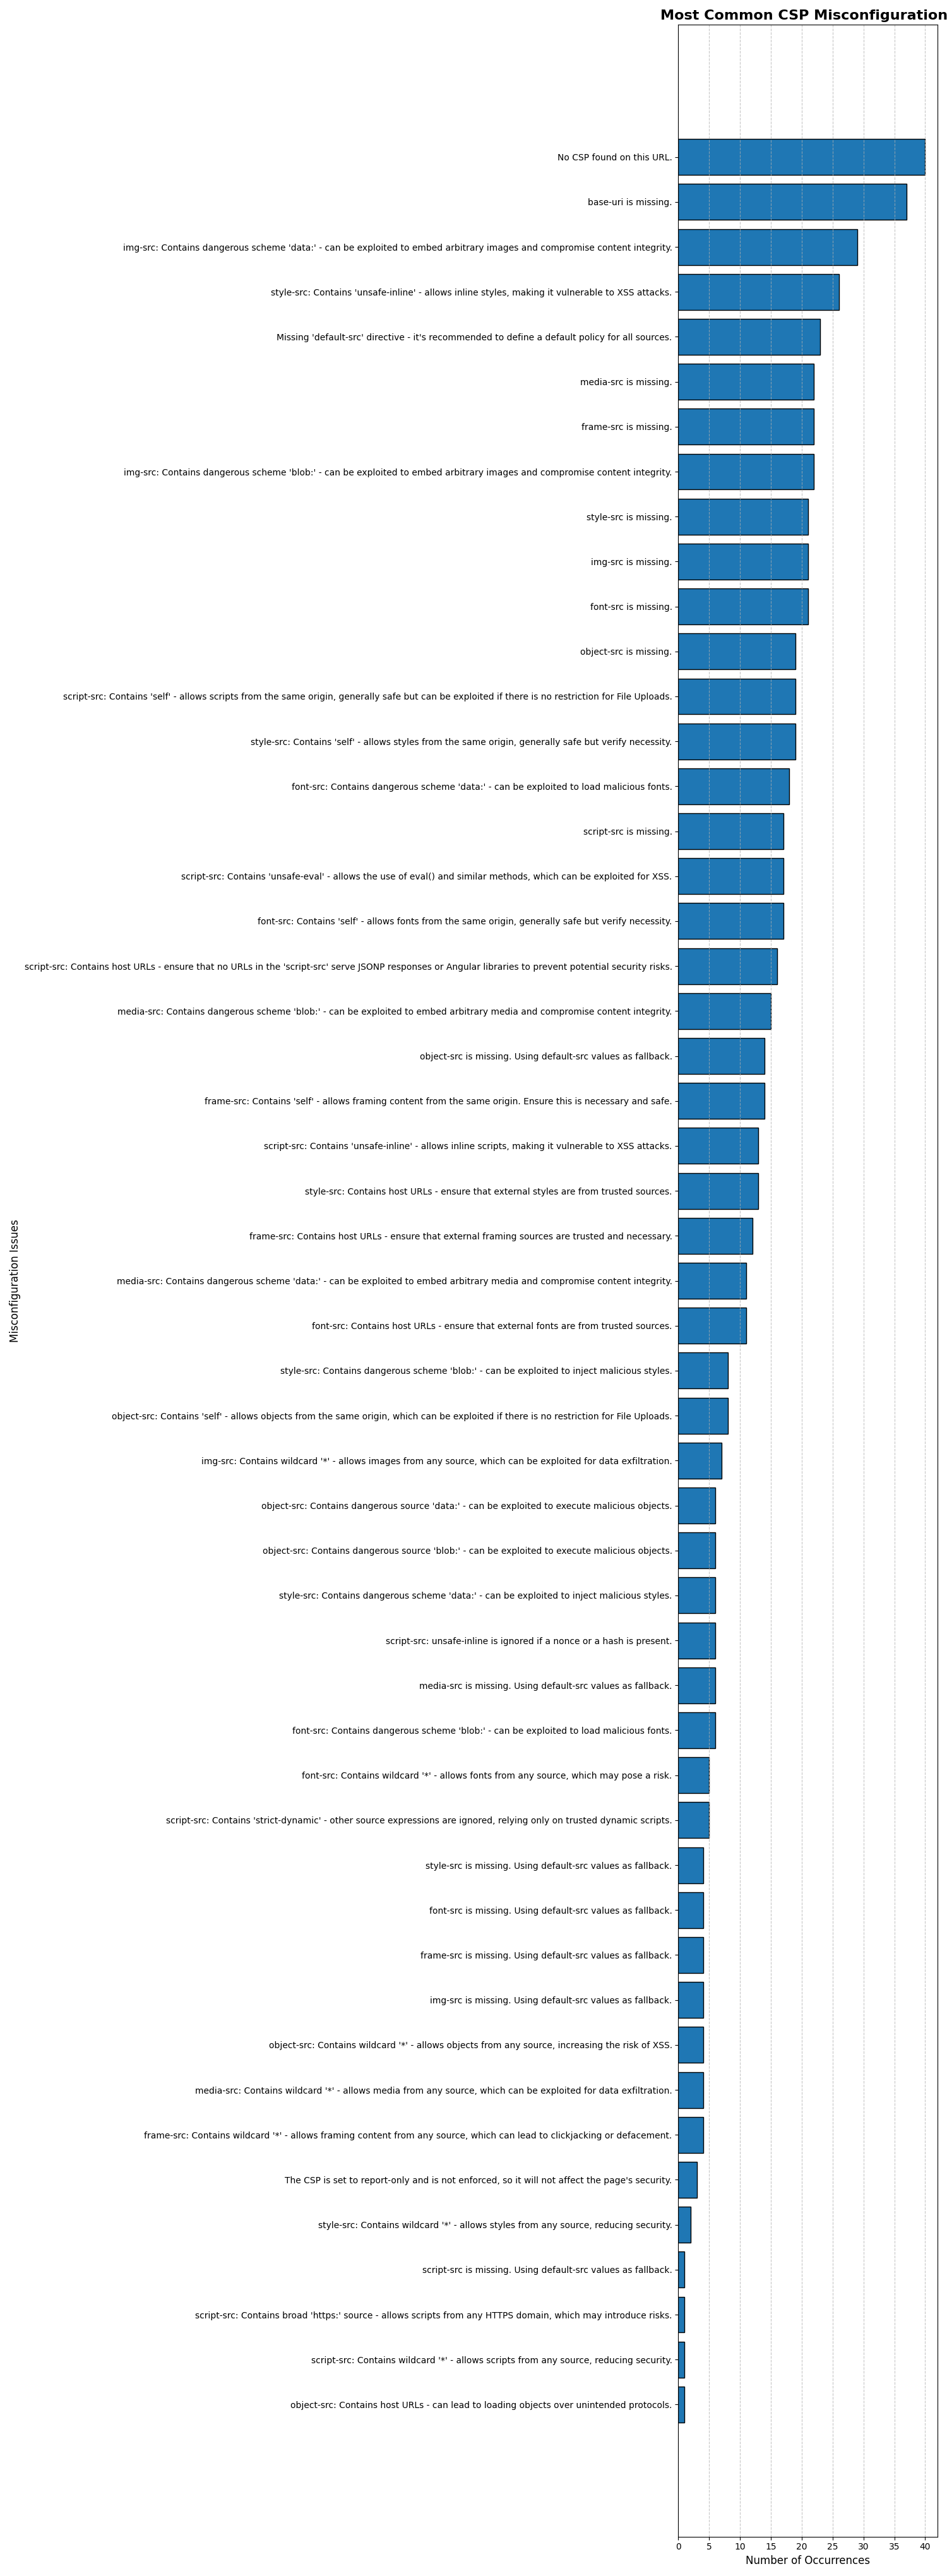 Most Common CSP Misconfiguration
No CSP found on this URL.
base-uri is missing.
img-src: Contains dangerous scheme 'data:' - can be exploited to embed arbitrary images and compromise content integrity.
style-src: Contains 'unsafe-inline' - allows inline styles, making it vulnerable to XSS attacks.
Missing 'default-src' directive - it's recommended to define a default policy for all sources.
media-src is missing.
frame-src is missing.
img-src: Contains dangerous scheme 'blob:' - can be exploited to embed arbitrary images and compromise content integrity.
style-src is missing.
img-src is missing.
font-src is missing.
object-src is missing.
script-src: Contains 'self' - allows scripts from the same origin, generally safe but can be exploited if there is no restriction for File Uploads.
style-src: Contains 'self' - allows styles from the same origin, generally safe but verify necessity.
font-src: Contains dangerous scheme 'data:' - can be exploited to load malicious fonts.
script-src is missing.
script-src: Contains 'unsafe-eval' - allows the use of eval() and similar methods, which can be exploited for XSS.
font-src: Contains 'self' - allows fonts from the same origin, generally safe but verify necessity.
script-src: Contains host URLs - ensure that no URLs in the 'script-src' serve JSONP responses or Angular libraries to prevent potential security risks.
media-src: Contains dangerous scheme 'blob:' - can be exploited to embed arbitrary media and compromise content integrity.
object-src is missing. Using default-src values as fallback.
frame-src: Contains 'self' - allows framing content from the same origin. Ensure this is necessary and safe.
script-src: Contains 'unsafe-inline' - allows inline scripts, making it vulnerable to XSS attacks.
style-src: Contains host URLs - ensure that external styles are from trusted sources.
frame-src: Contains host URLs - ensure that external framing sources are trusted and necessary.
media-src: Contains dangerous scheme 'data:' - can be exploited to embed arbitrary media and compromise content integrity.
font-src: Contains host URLs - ensure that external fonts are from trusted sources.
style-src: Contains dangerous scheme 'blob:' - can be exploited to inject malicious styles.
object-src: Contains 'self' - allows objects from the same origin, which can be exploited if there is no restriction for File Uploads.
img-src: Contains wildcard '*' - allows images from any source, which can be exploited for data exfiltration.
object-src: Contains dangerous source 'data:' - can be exploited to execute malicious objects.
object-src: Contains dangerous source 'blob:' - can be exploited to execute malicious objects.
style-src: Contains dangerous scheme 'data:' - can be exploited to inject malicious styles.
script-src: unsafe-inline is ignored if a nonce or a hash is present.
media-src is missing. Using default-src values as fallback.
font-src: Contains dangerous scheme 'blob:' - can be exploited to load malicious fonts.
font-src: Contains wildcard '*' - allows fonts from any source, which may pose a risk.
script-src: Contains 'strict-dynamic' - other source expressions are ignored, relying only on trusted dynamic scripts.
style-src is missing. Using default-src values as fallback.
font-src is missing. Using default-src values as fallback.
frame-src is missing. Using default-src values as fallback.
img-src is missing. Using default-src values as fallback.
object-src: Contains wildcard '*' - allows objects from any source, increasing the risk of XSS.
media-src: Contains wildcard '*' - allows media from any source, which can be exploited for data exfiltration.
frame-src: Contains wildcard '*' - allows framing content from any source, which can lead to clickjacking or defacement.
The CSP is set to report-only and is not enforced, so it will not affect the page's security.
style-src: Contains wildcard '*' - allows styles from any source, reducing security.
script-src is missing. Using default-src values as fallback.
script-src: Contains broad 'https:' source - allows scripts from any HTTPS domain, which may introduce risks.
script-src: Contains wildcard '*' - allows scripts from any source, reducing security.
object-src: Contains host URLs - can lead to loading objects over unintended protocols.
Misconfiguration Issues
0 5 10 15 20 25 30 35 40
Number of Occurrences